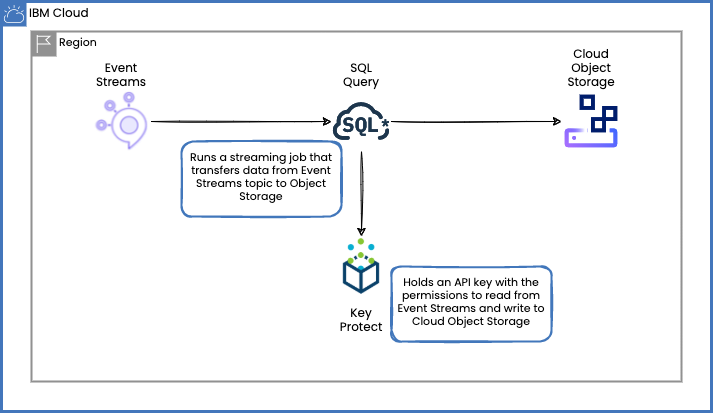 IBM Cloud
Region
Event
Streams
SQL
Query
Cloud
Object
Storage
SQL*
Runs a streaming job that
transfers data from Event
Streams topic to Object
Storage
Holds an API key with the
permissions to read from
Event Streams and write to
Cloud Object Storage
Key
Protect